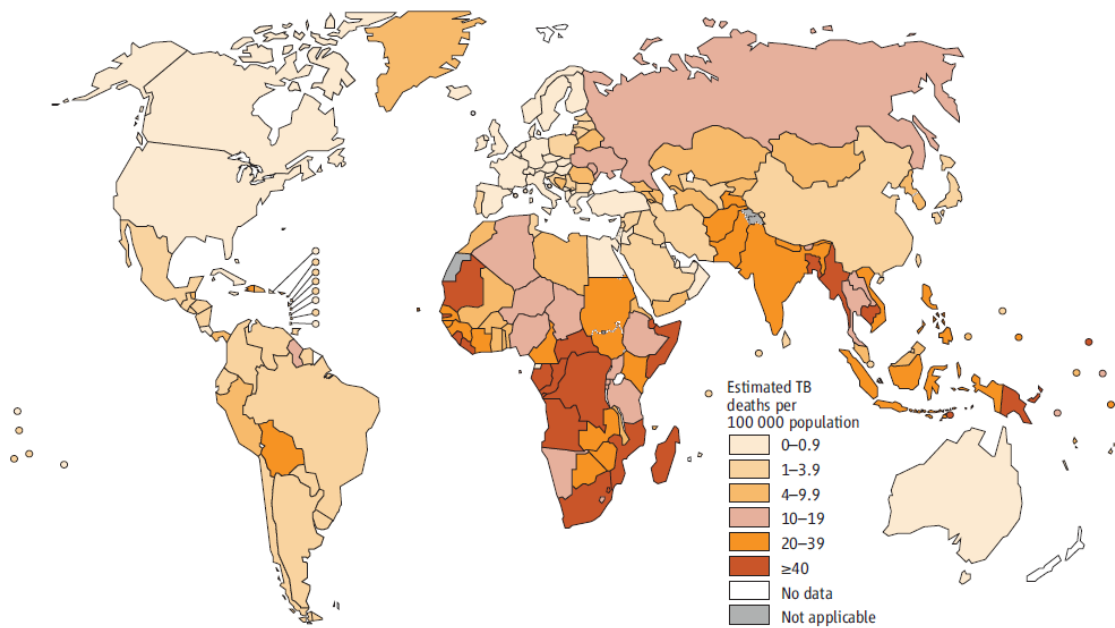 Estimated TB
deaths per
100 000 population
0–0.9
1–3.9
4–9.9
10–19
20–39
≥40
No data
Not applicable